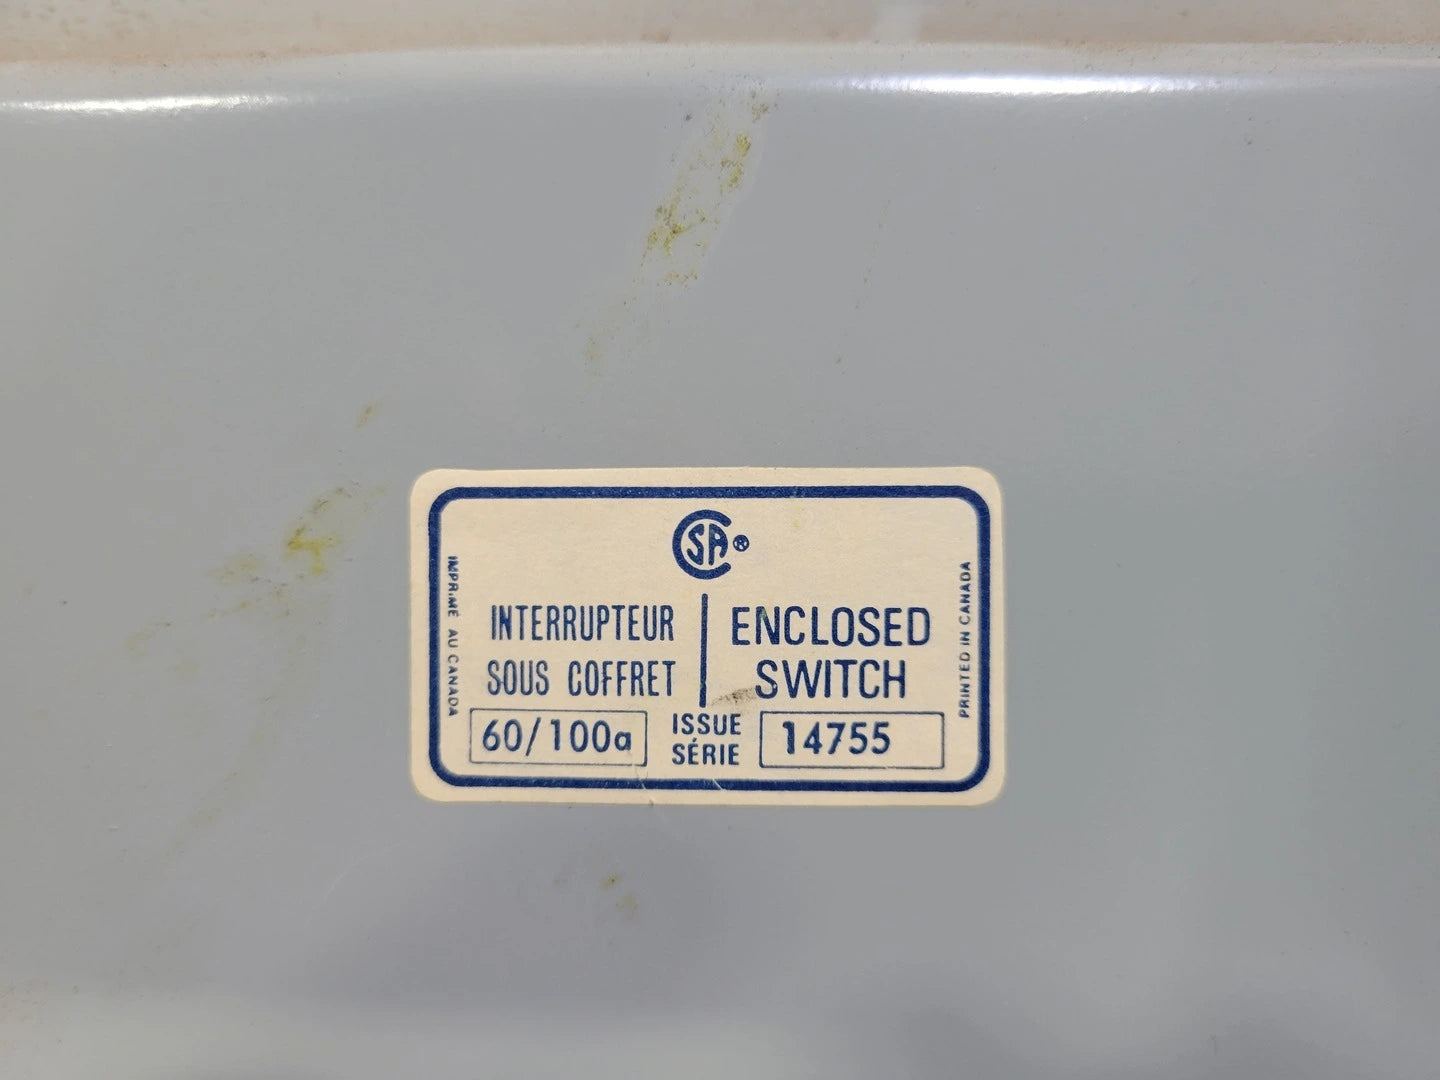 CSA®
INTERRUPTEUR
SOUS COFFRET
ENCLOSED
SWITCH
60/100a
ISSUE
SÉRIE
14755
IMPRIMÉ AU CANADA
PRINTED IN CANADA